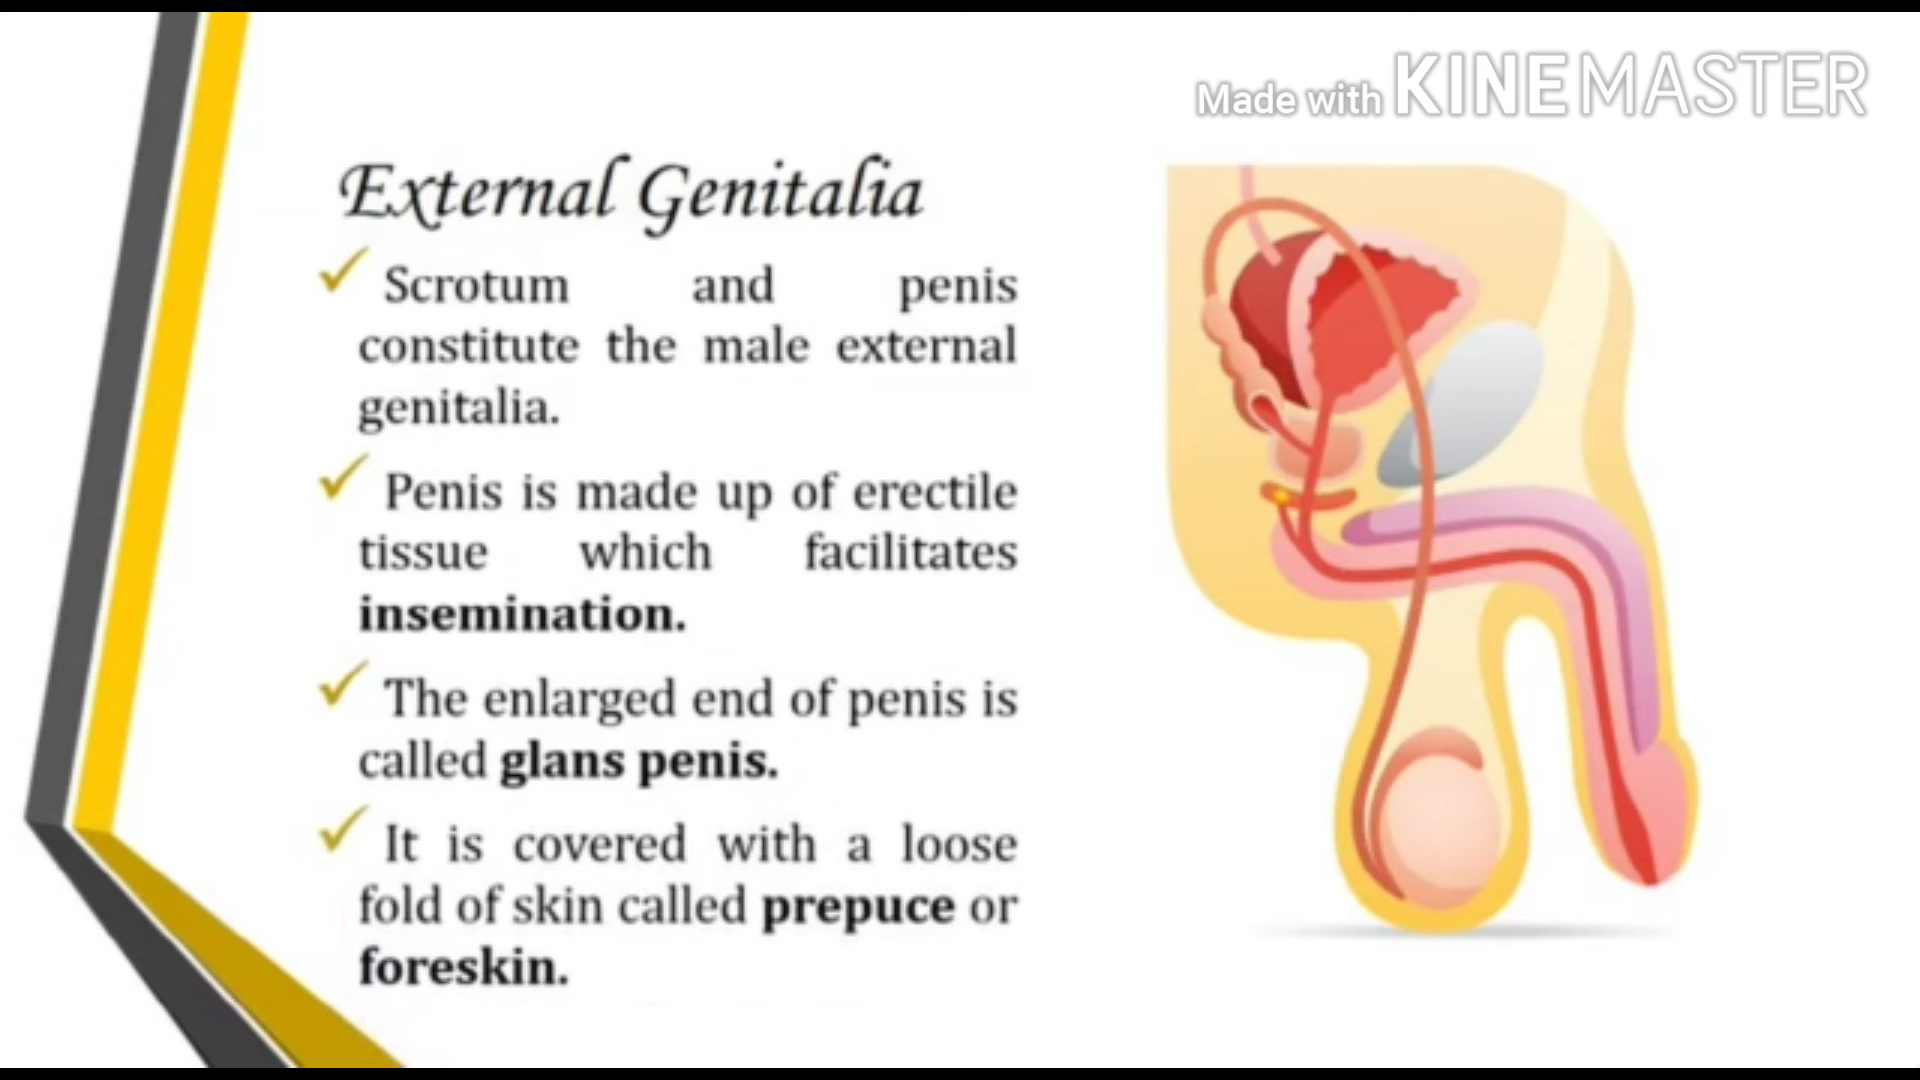 Made with KINEMASTER
External Genitalia
Scrotum and penis
constitute the male external
genitalia.
Penis is made up of erectile
tissue which facilitates
insemination.
The enlarged end of penis is
called glans penis.
It is covered with a loose
fold of skin called prepuce or
foreskin.